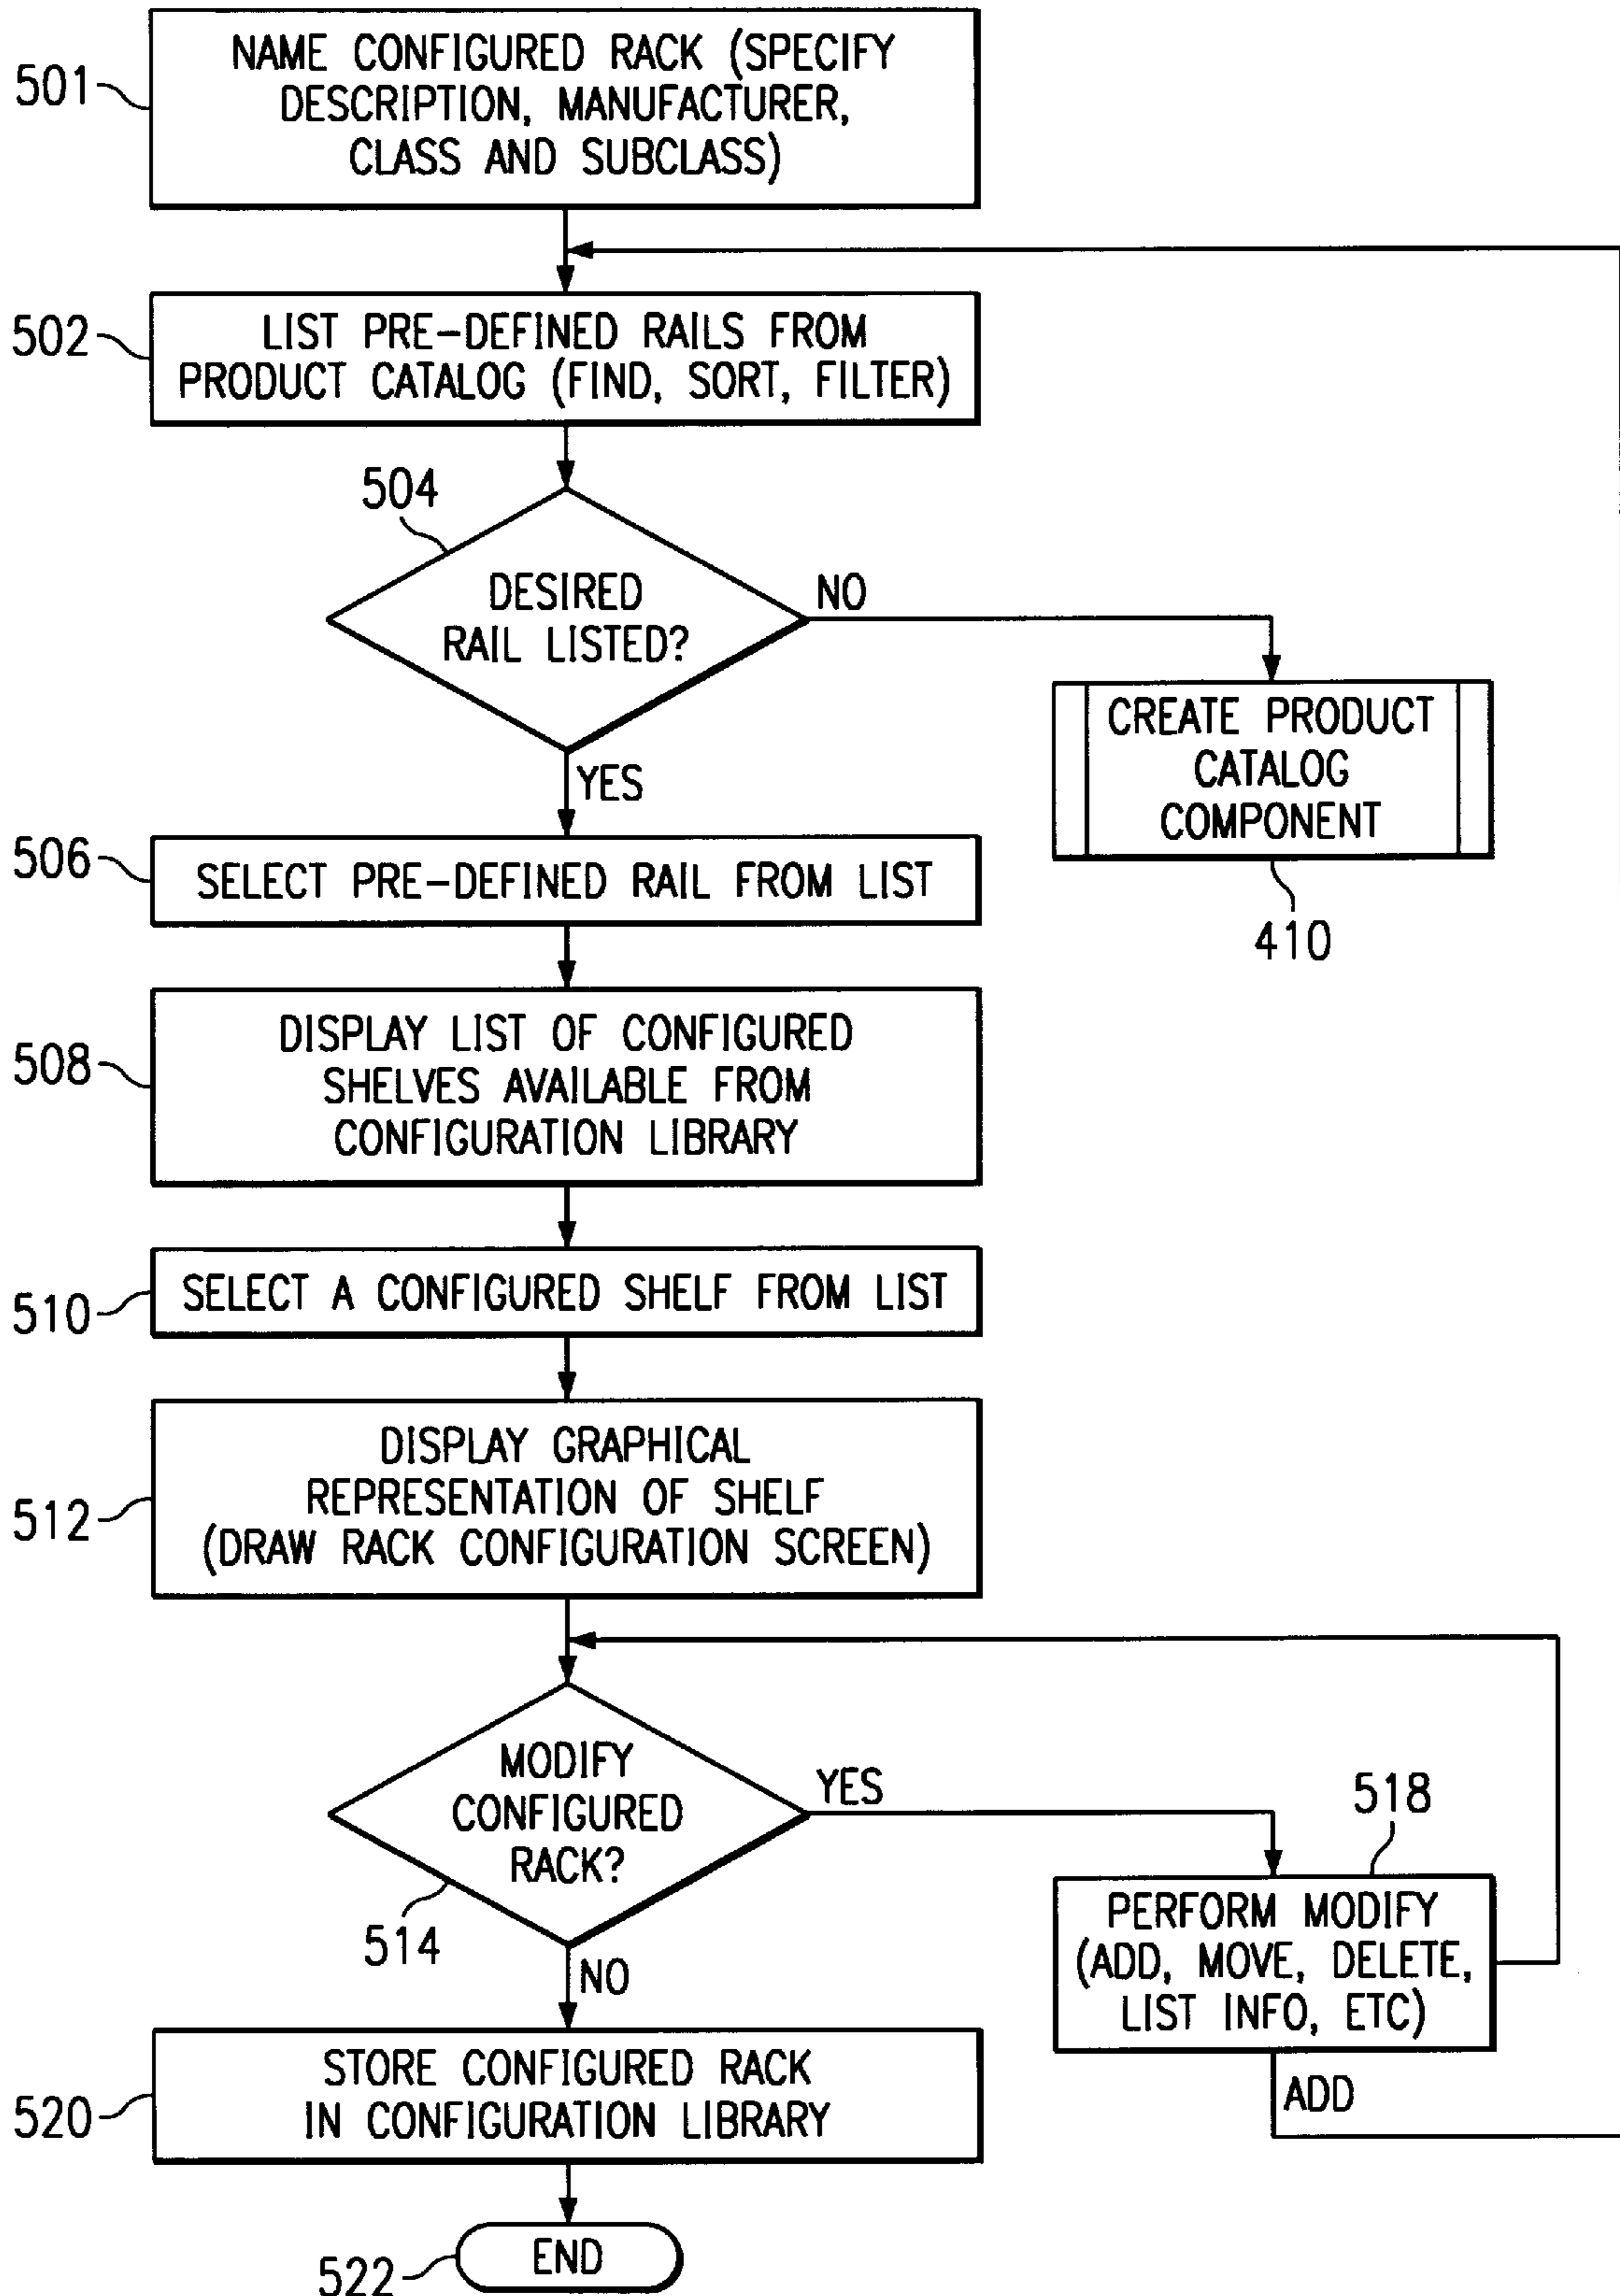 501
NAME CONFIGURED RACK (SPECIFY
DESCRIPTION, MANUFACTURER,
CLASS AND SUBCLASS)
502
LIST PRE-DEFINED RAILS FROM
PRODUCT CATALOG (FIND, SORT, FILTER)
504
DESIRED
RAIL LISTED?
NO
YES
CREATE PRODUCT
CATALOG
COMPONENT
410
506
SELECT PRE-DEFINED RAIL FROM LIST
508
DISPLAY LIST OF CONFIGURED
SHELVES AVAILABLE FROM
CONFIGURATION LIBRARY
510
SELECT A CONFIGURED SHELF FROM LIST
512
DISPLAY GRAPHICAL
REPRESENTATION OF SHELF
(DRAW RACK CONFIGURATION SCREEN)
MODIFY
CONFIGURED
RACK?
514
YES
NO
518
PERFORM MODIFY
(ADD, MOVE, DELETE,
LIST INFO, ETC)
ADD
520
STORE CONFIGURED RACK
IN CONFIGURATION LIBRARY
522
END